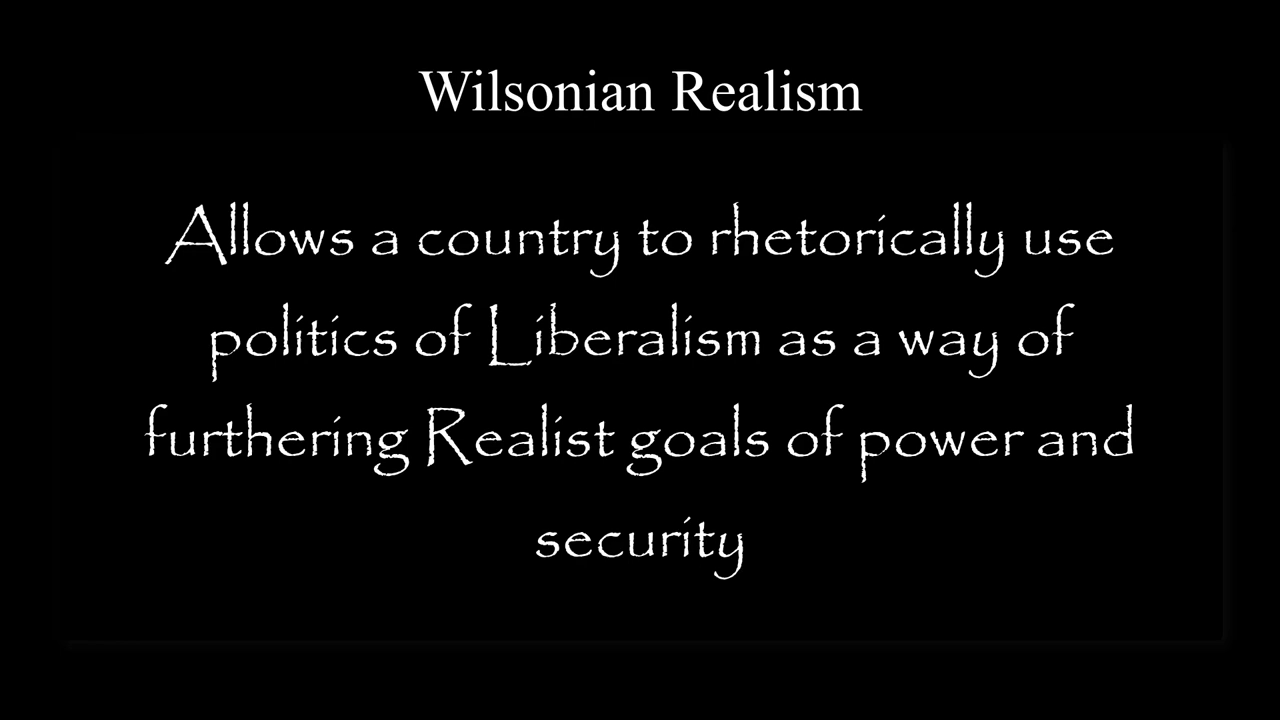 Wilsonian Realism
Allows a country to rhetorically use
politics of Liberalism as a way of
furthering Realist goals of power and
security